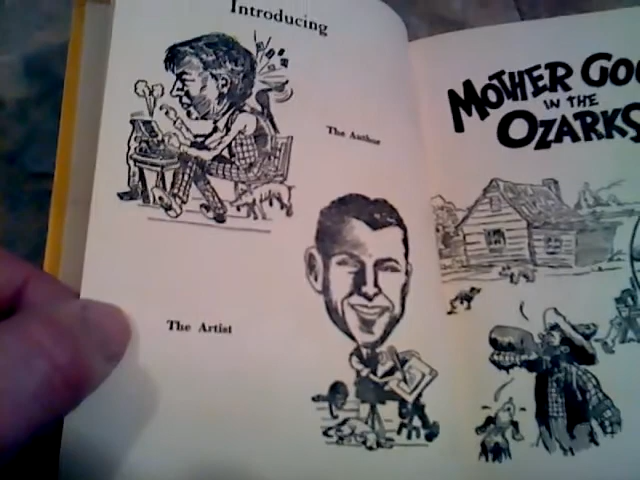 Introducing
The Author
The Artist
MOTHER GOO
IN THE
OZARKS